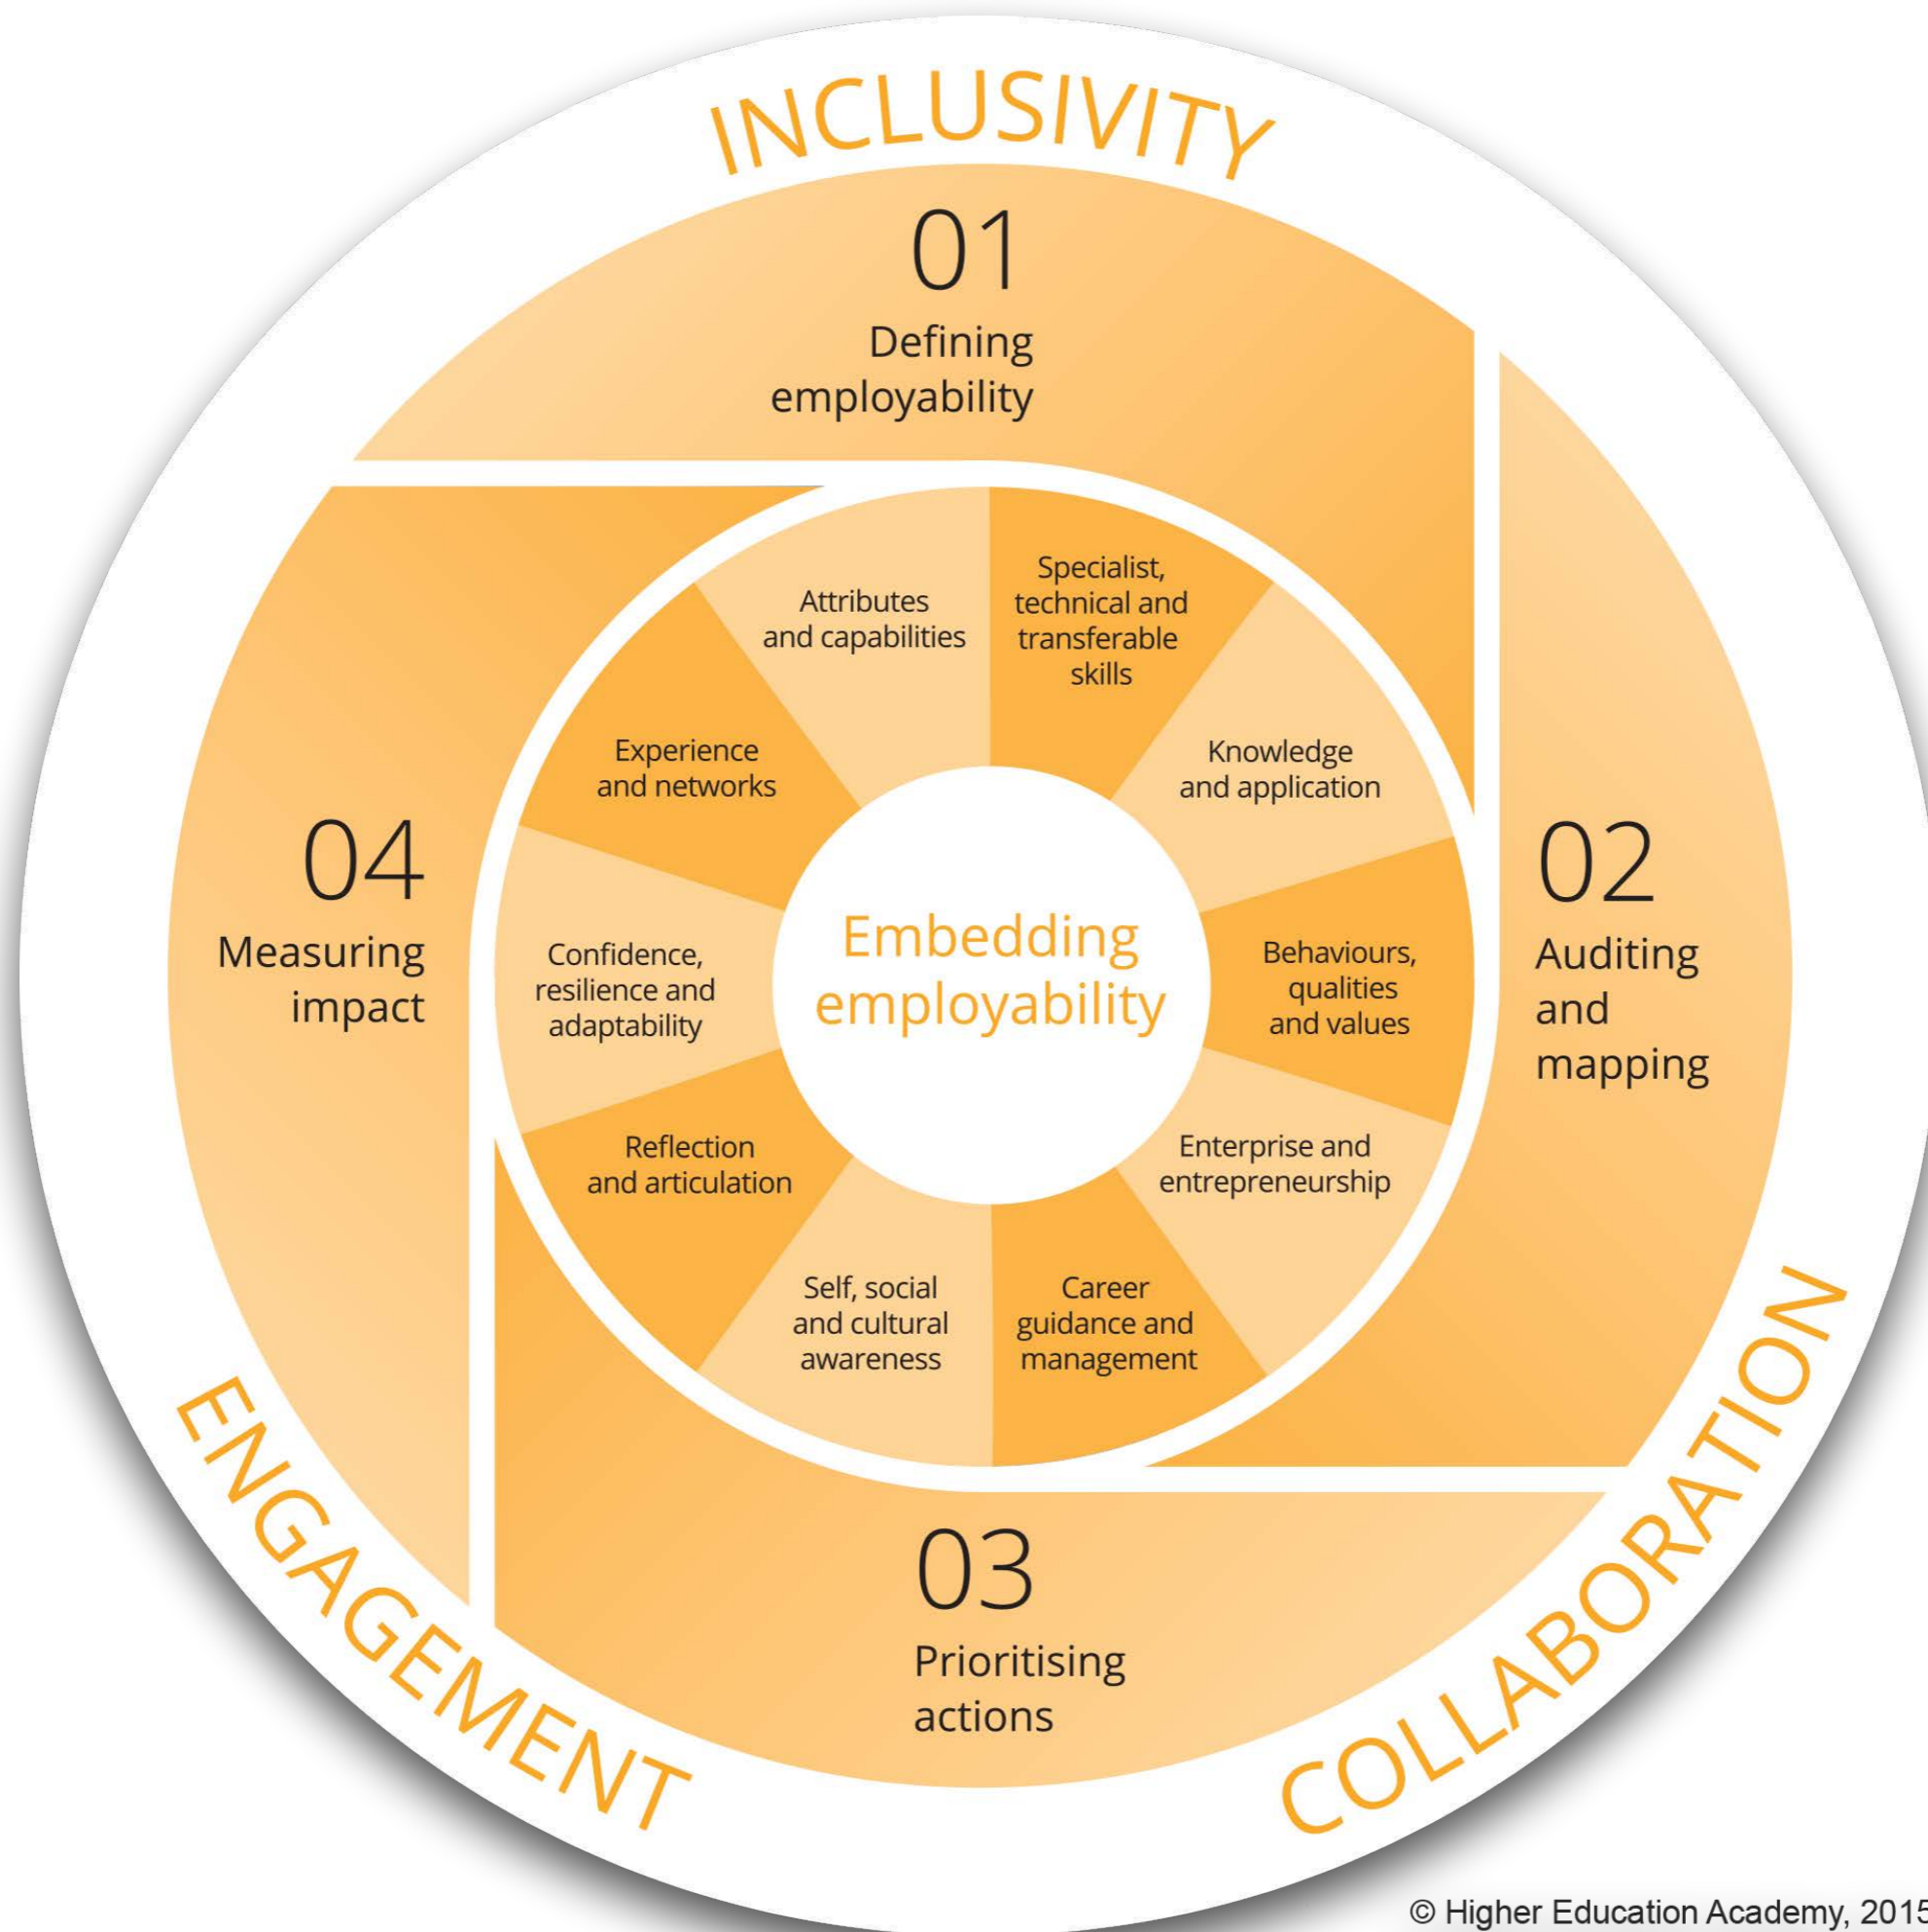 INCLUSIVITY
01
Defining
employability
Specialist,
technical and
transferable
skills
Attributes
and capabilities
Knowledge
and application
Experience
and networks
04
Measuring
impact
02
Auditing
and
mapping
Embedding
employability
Confidence,
resilience and
adaptability
Behaviours,
qualities
and values
Reflection
and articulation
Enterprise and
entrepreneurship
Self, social
and cultural
awareness
Career
guidance and
management
03
Prioritising
actions
ENGAGEMENT
COLLABORATION
© Higher Education Academy, 2015